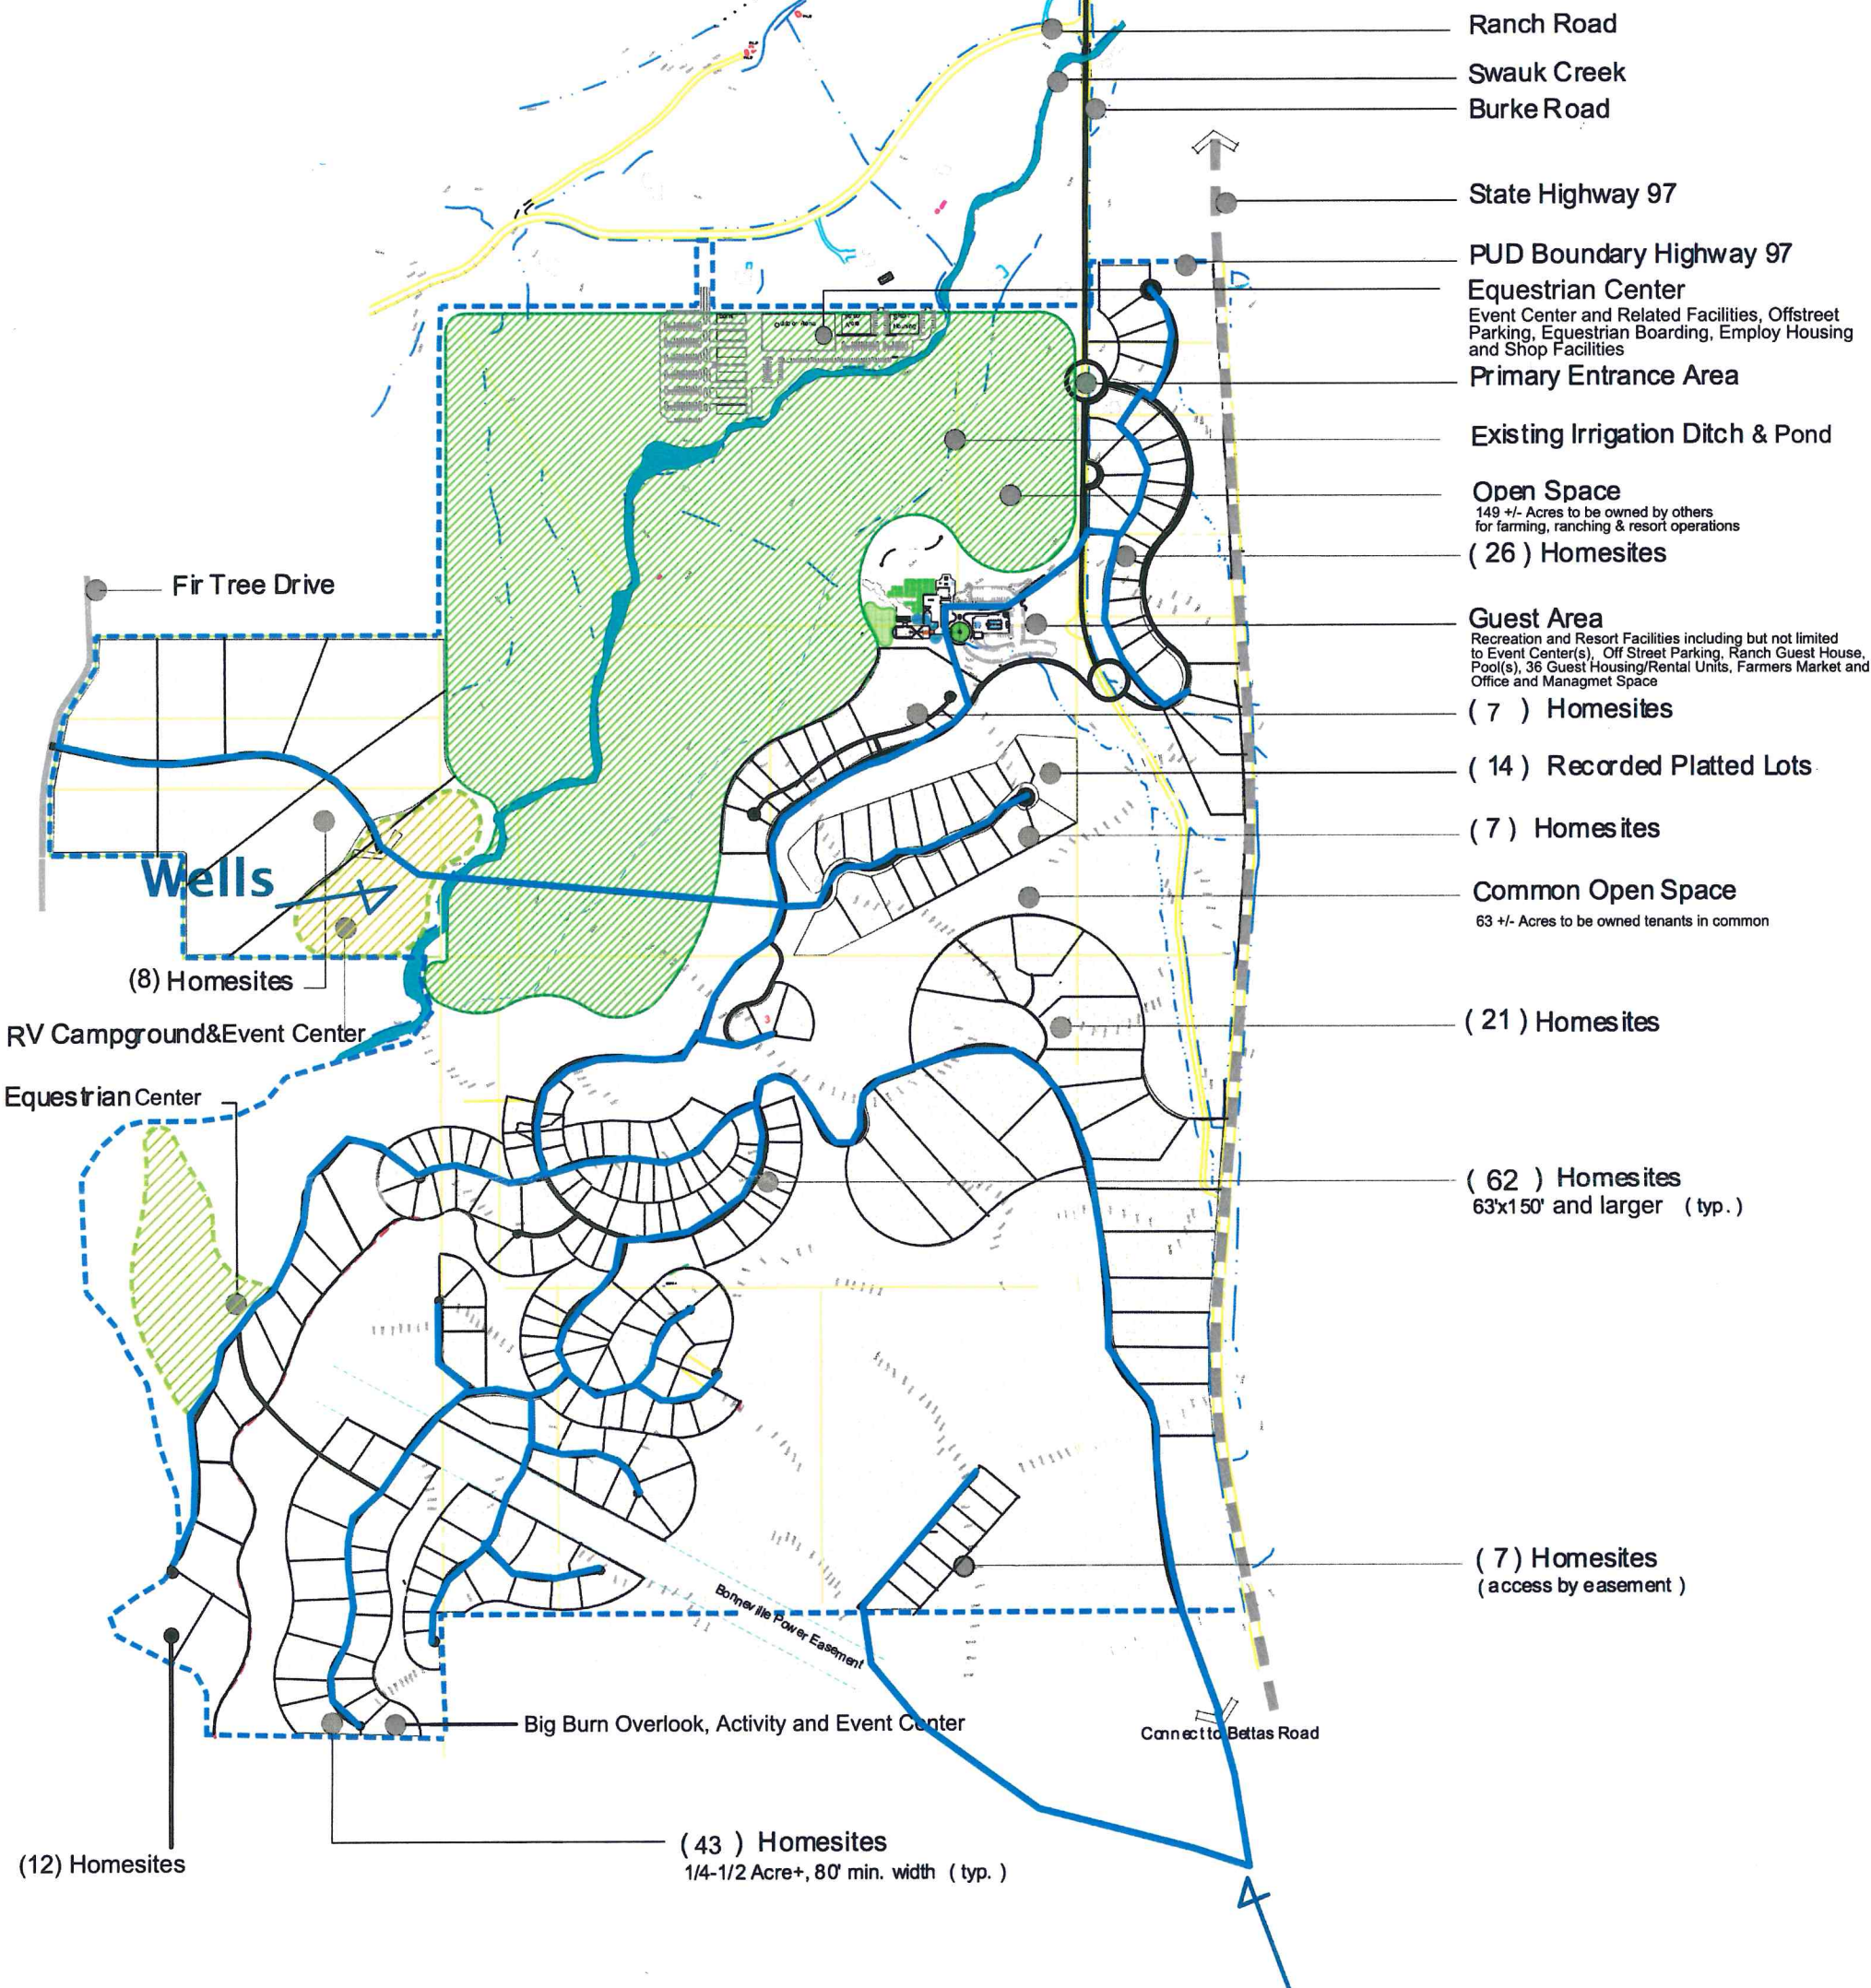 Ranch Road
Swauk Creek
Burke Road
State Highway 97
PUD Boundary Highway 97
Equestrian Center
Event Center and Related Facilities, Offstreet
Parking, Equestrian Boarding, Employ Housing
and Shop Facilities
Primary Entrance Area
Existing Irrigation Ditch & Pond
Open Space
149 +/- Acres to be owned by others
for farming, ranching & resort operations
( 26 ) Homesites
Fir Tree Drive
Guest Area
Recreation and Resort Facilities including but not limited
to Event Center(s), Off Street Parking, Ranch Guest House,
Pool(s), 36 Guest Housing/Rental Units, Farmers Market and
Office and Managmet Space
( 7 ) Homesites
( 14 ) Recorded Platted Lots
( 7 ) Homesites
Wells
Common Open Space
63 +/- Acres to be owned tenants in common
(8) Homesites
3
( 21 ) Homesites
RV Campground&Event Center
Equestrian Center
( 62 ) Homesites
63'x150' and larger ( typ. )
( 7 ) Homesites
( access by easement )
Bonneville Power Easement
Big Burn Overlook, Activity and Event Center
Connect to Bettas Road
( 43 ) Homesites
1/4-1/2 Acre+, 80' min. width ( typ. )
(12) Homesites